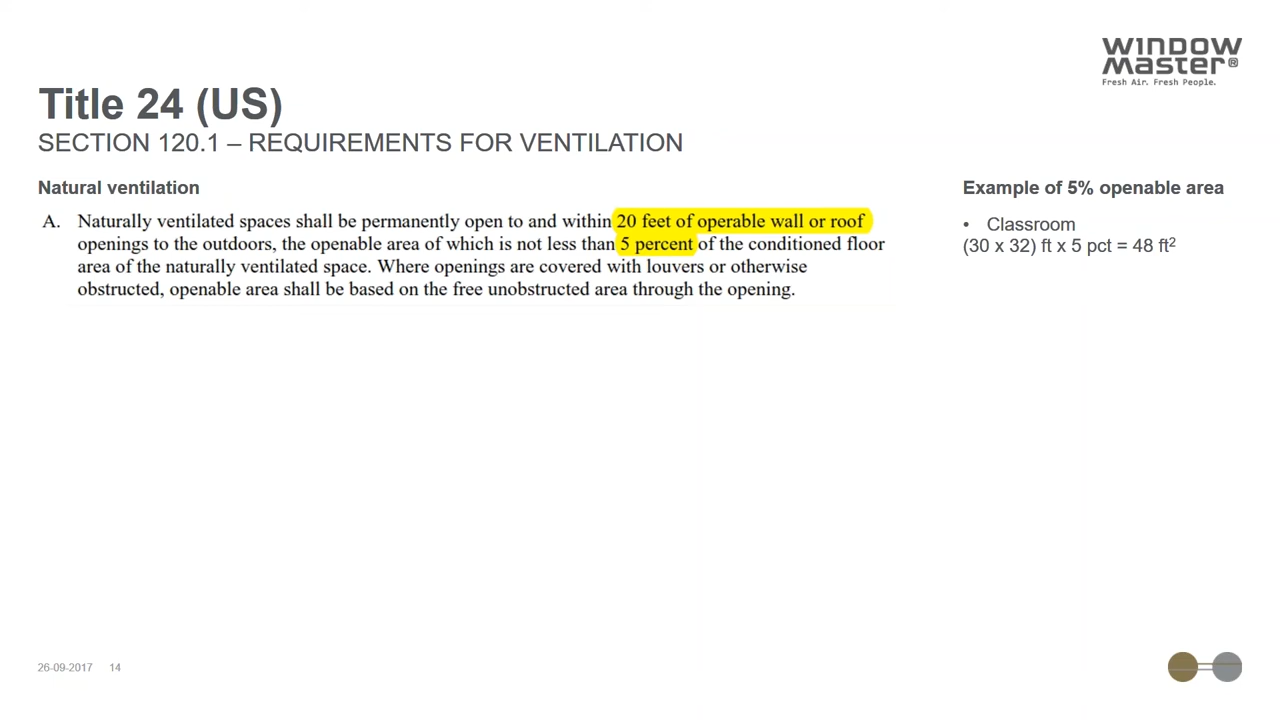 WINDOW
MASTER®
Fresh Air. Fresh People.
Title 24 (US)
SECTION 120.1 – REQUIREMENTS FOR VENTILATION
Natural ventilation
A. Naturally ventilated spaces shall be permanently open to and within 20 feet of operable wall or roof
openings to the outdoors, the openable area of which is not less than 5 percent of the conditioned floor
area of the naturally ventilated space. Where openings are covered with louvers or otherwise
obstructed, openable area shall be based on the free unobstructed area through the opening.
Example of 5% openable area
• Classroom
(30 x 32) ft x 5 pct = 48 ft²
26-09-2017 14